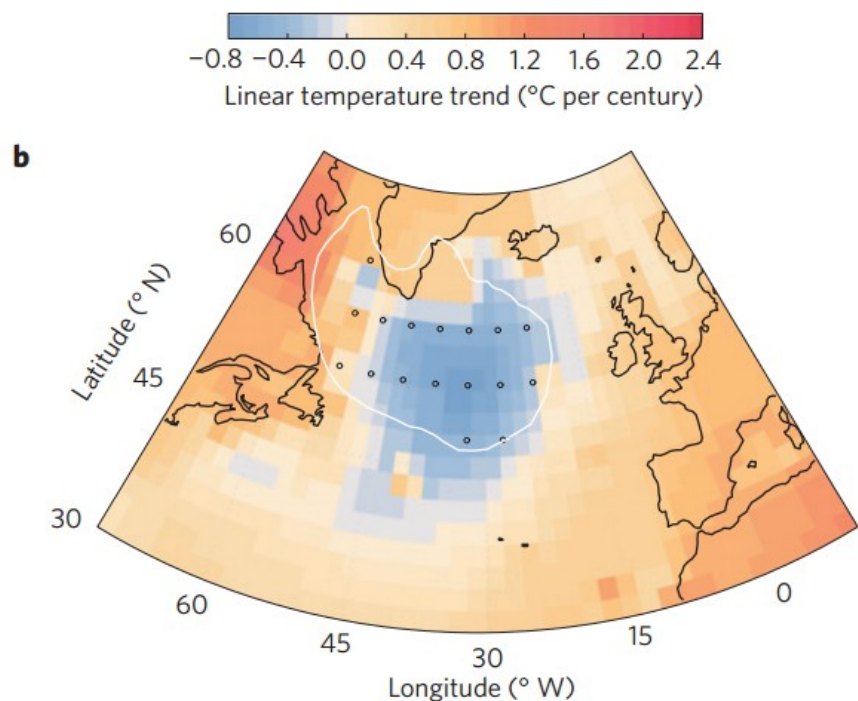 −0.8 −0.4 0.0 0.4 0.8 1.2 1.6 2.0 2.4
Linear temperature trend (°C per century)
b
60
45
30
Latitude (° N)
60
45
30
15
0
Longitude (° W)